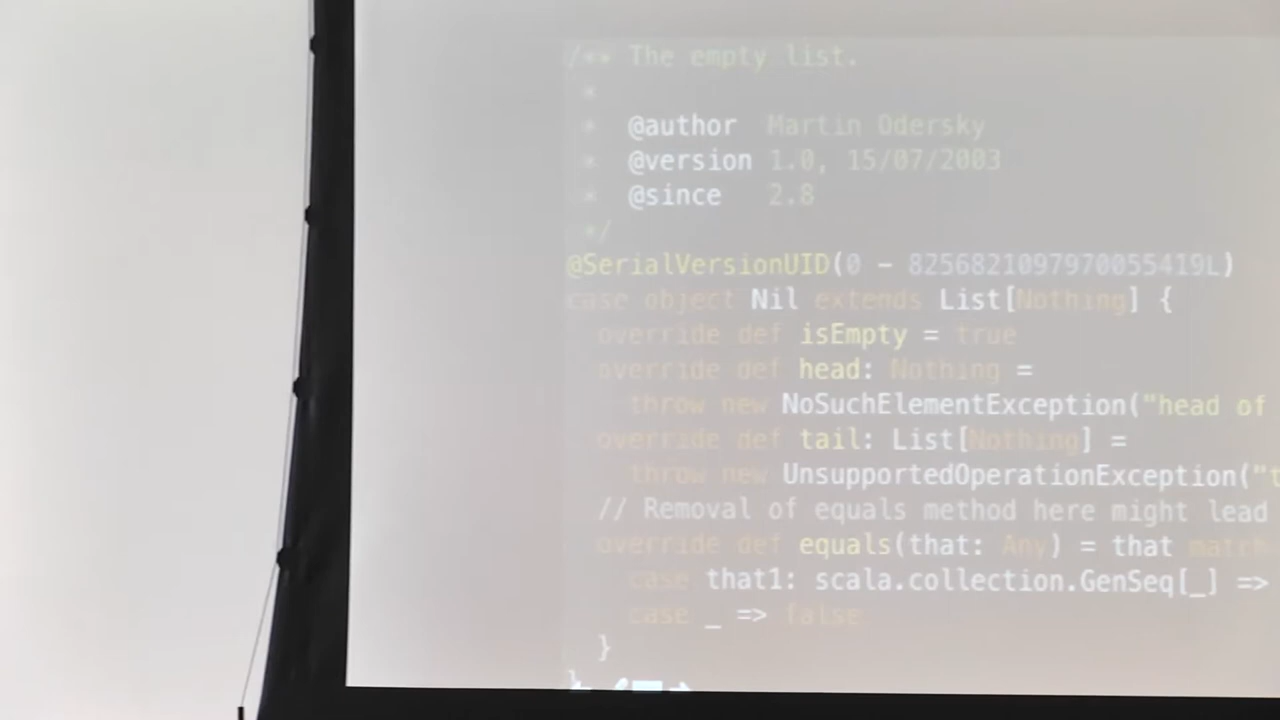 /** The empty list.
 *
 *  @author  Martin Odersky
 *  @version 1.0, 15/07/2003
 *  @since   2.8
 */
@SerialVersionUID(0 - 8256821097970055419L)
case object Nil extends List[Nothing] {
  override def isEmpty = true
  override def head: Nothing =
    throw new NoSuchElementException("head of
  override def tail: List[Nothing] =
    throw new UnsupportedOperationException("t
  // Removal of equals method here might lead
  override def equals(that: Any) = that match
    case that1: scala.collection.GenSeq[_] =>
    case _ => false
  }
}